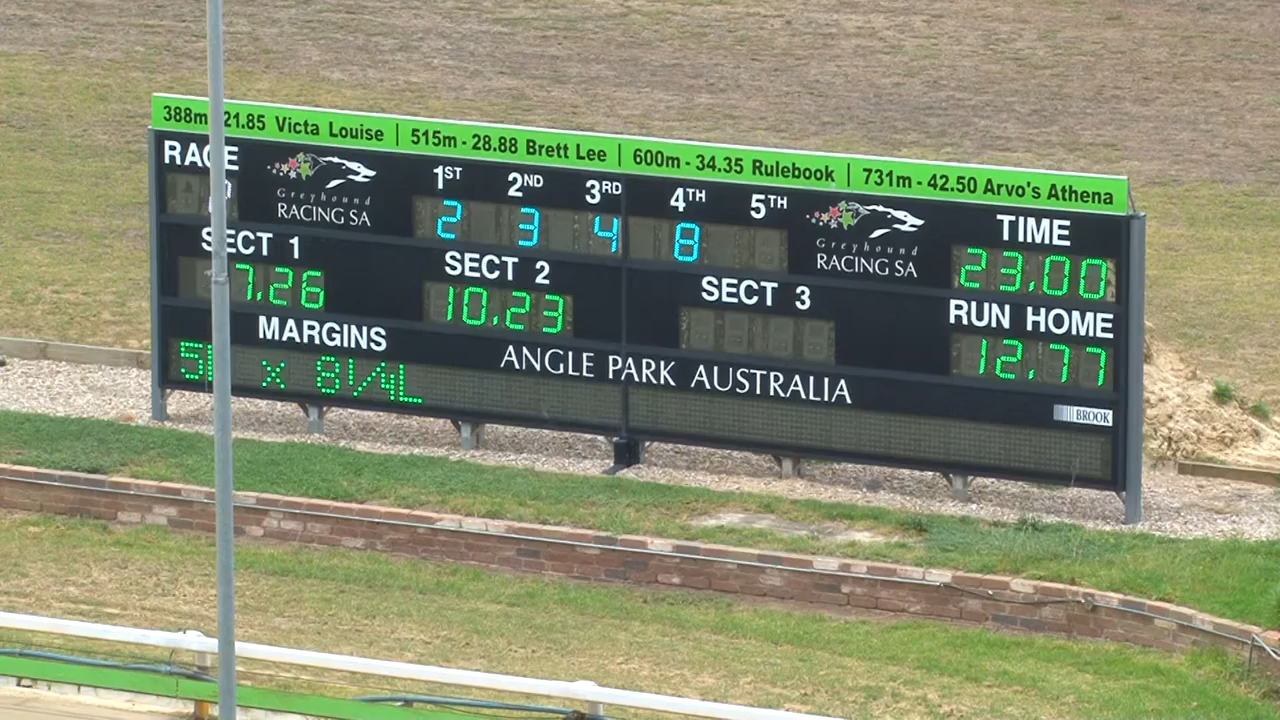 388m 21.85 Victa Louise | 515m - 28.88 Brett Lee | 600m - 34.35 Rulebook | 731m - 42.50 Arvo's Athena
RACE
Greyhound
RACING SA
1ST 2ND 3RD 4TH 5TH
2 3 4 8
Greyhound
RACING SA
TIME
23.00
SECT 1
7.26
SECT 2
10.23
SECT 3
RUN HOME
12.77
MARGINS
x 8 1/4L
ANGLE PARK AUSTRALIA
BROOK